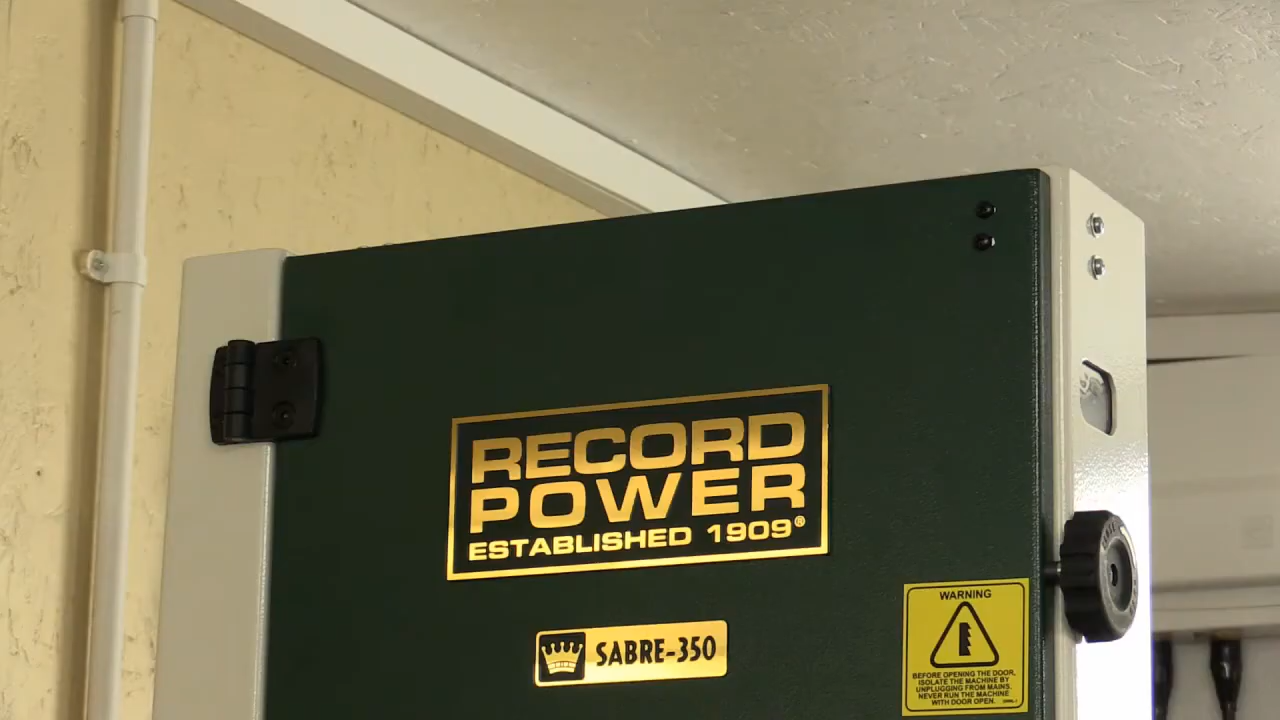 RECORD
POWER
ESTABLISHED 1909®
SABRE-350
WARNING
BEFORE OPENING THE DOOR,
ISOLATE THE MACHINE BY
UNPLUGGING FROM MAINS.
NEVER RUN THE MACHINE
WITH DOOR OPEN.